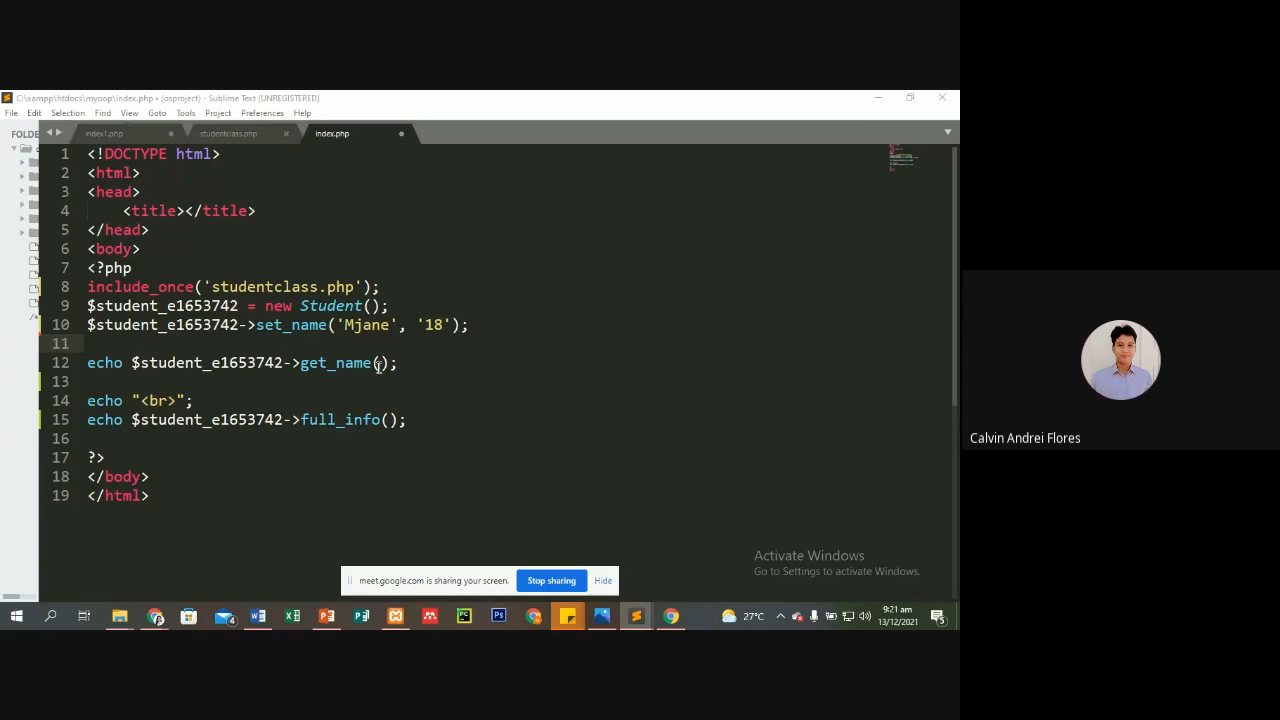 C:\xampp\htdocs\myoop\index.php • (osproject) - Sublime Text (UNREGISTERED)
File Edit Selection Find View Goto Tools Project Preferences Help
FOLDE
index1.php
studentclass.php
index.php
1 <!DOCTYPE html>
2 <html>
3 <head>
4 <title></title>
5 </head>
6 <body>
7 <?php
8 include_once('studentclass.php');
9 $student_e1653742 = new Student();
10 $student_e1653742->set_name('Mjane', '18');
11
12 echo $student_e1653742->get_name();
13
14 echo "<br>";
15 echo $student_e1653742->full_info();
16
17 ?>
18 </body>
19 </html>
Calvin Andrei Flores
Activate Windows
Go to Settings to activate Windows.
meet.google.com is sharing your screen. Stop sharing Hide
27°C
9:21 am
13/12/2021
4
5